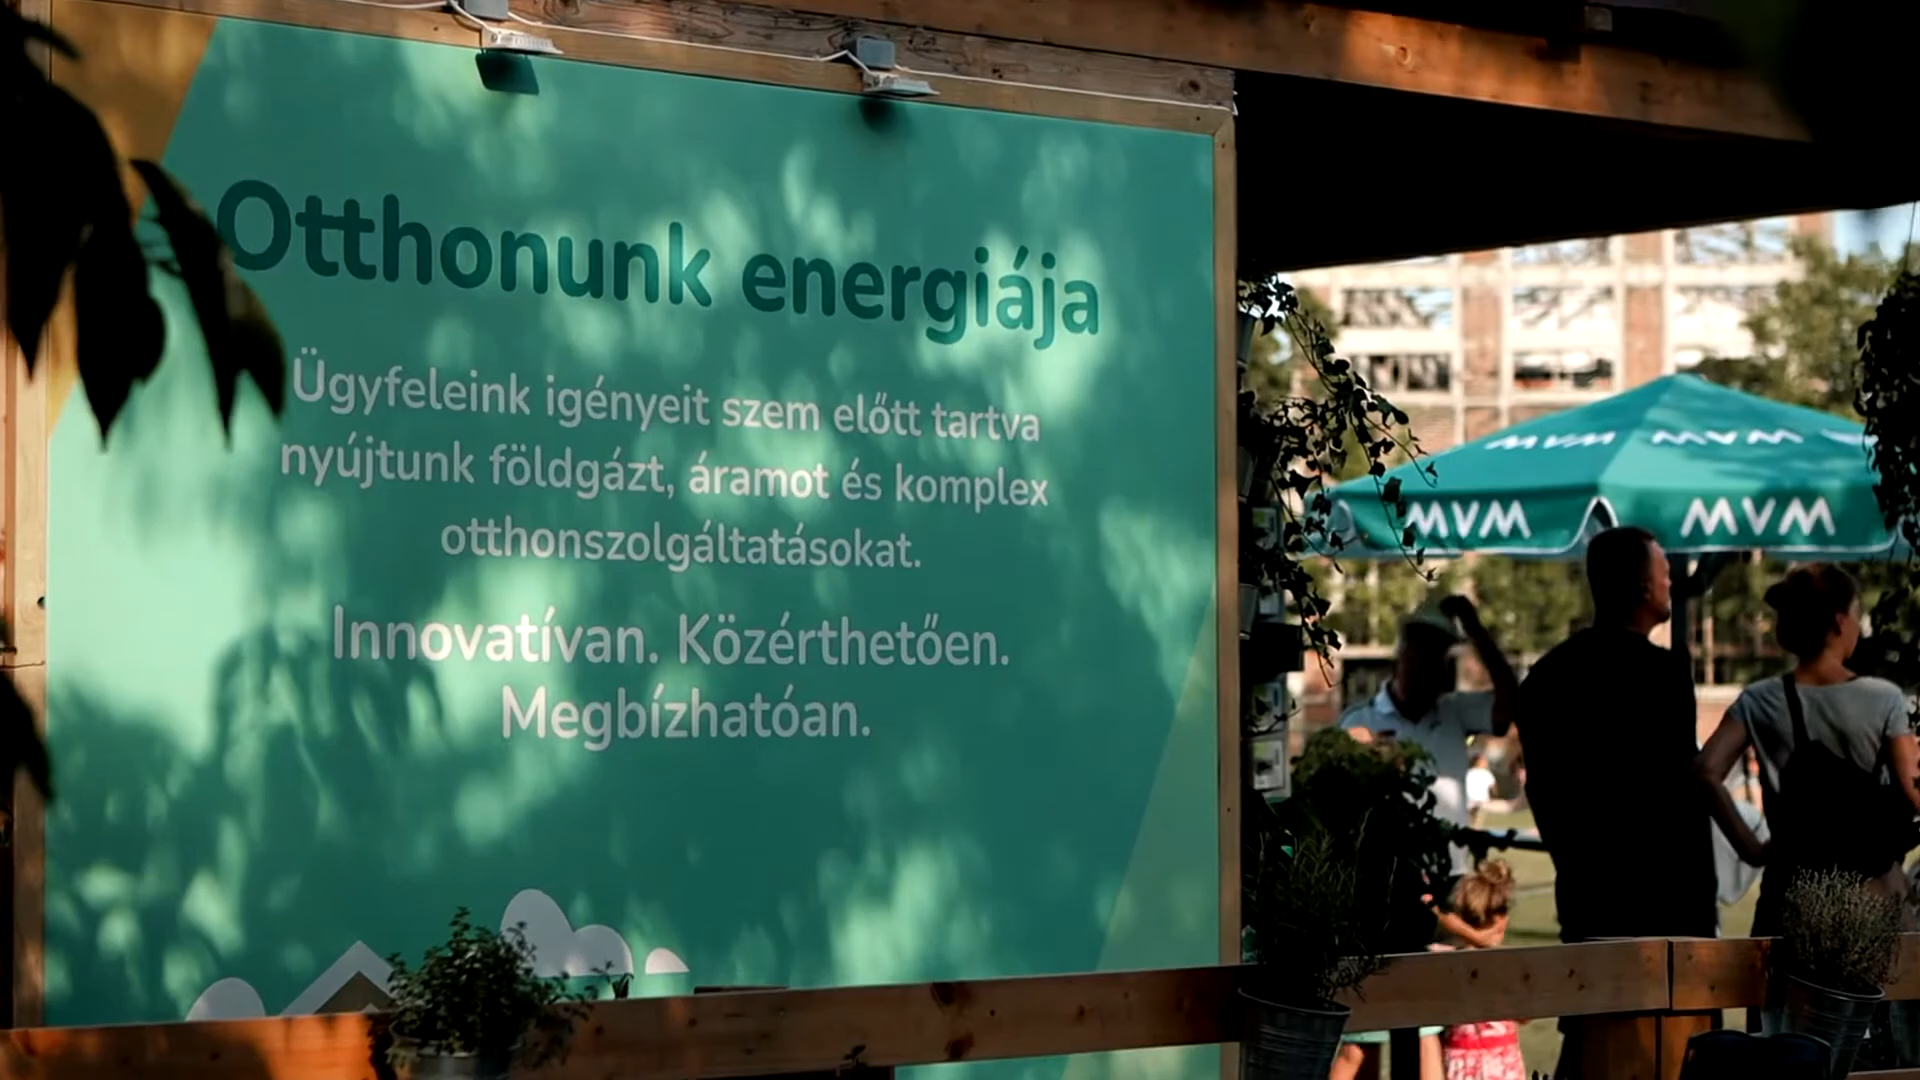 Otthonunk energiája
Ügyfeleink igényeit szem előtt tartva
nyújtunk földgázt, áramot és komplex
otthonszolgáltatásokat.
Innovatívan. Közérthetően.
Megbízhatóan.
MVM MVM
MVM MVM